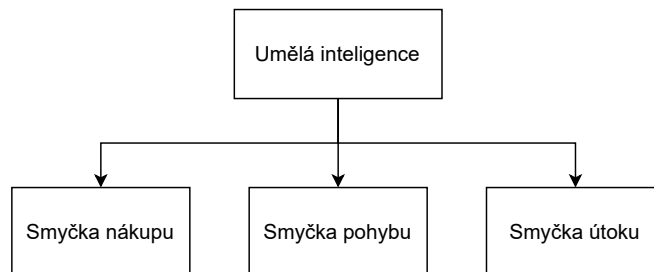 Umělá inteligence
Smyčka nákupu
Smyčka pohybu
Smyčka útoku